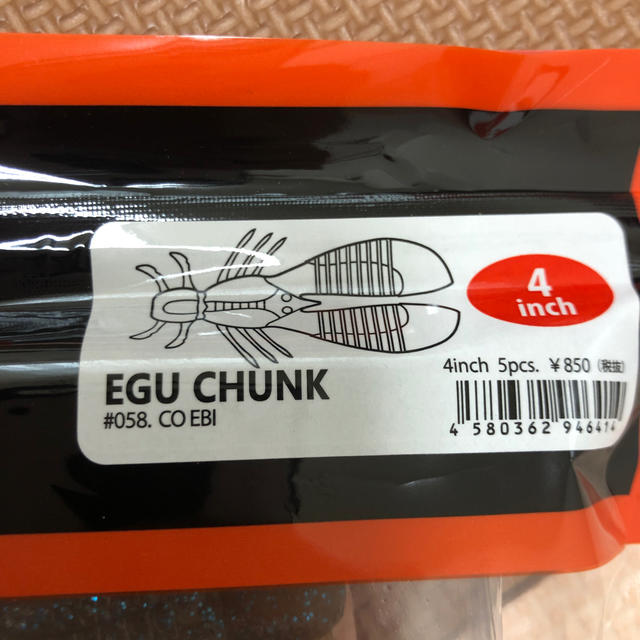 4
inch
EGU CHUNK
#058. CO EBI
4inch 5pcs. ¥850 (税抜)
4 580362 946414